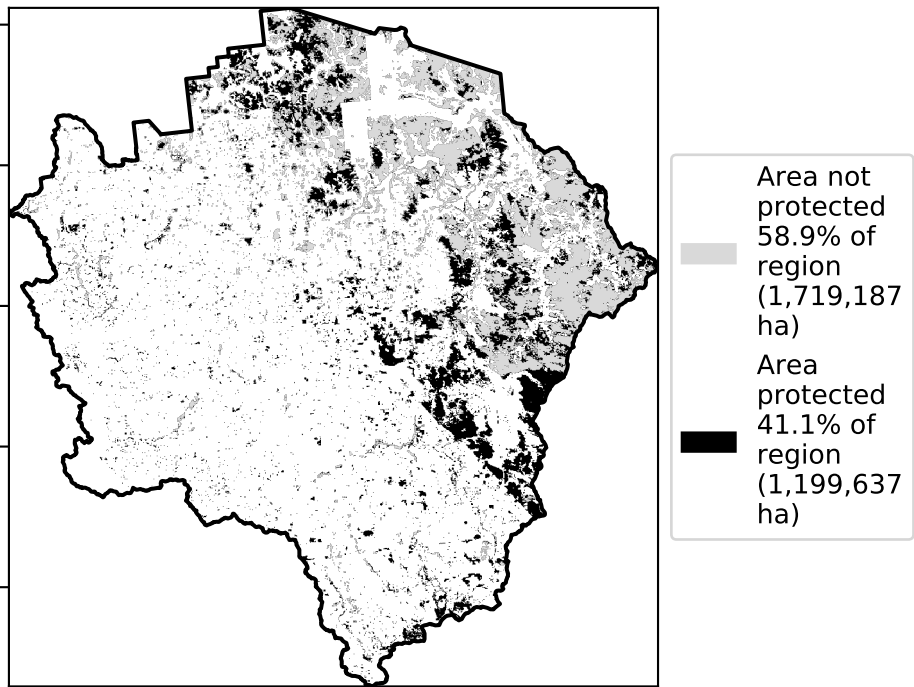 Area not
protected
58.9% of
region
(1,719,187
ha)
Area
protected
41.1% of
region
(1,199,637
ha)